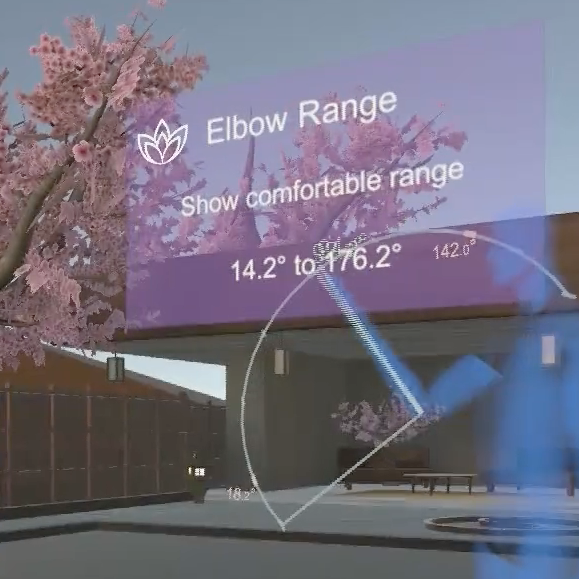 Elbow Range
Show comfortable range
14.2° to 176.2°
142.0°
18.2°